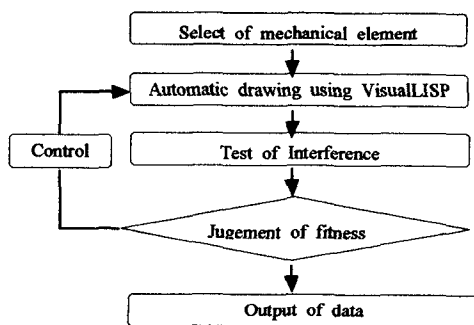 Select of mechanical element
Automatic drawing using VisualLISP
Control
Test of Interference
Jugement of fitness
Output of data